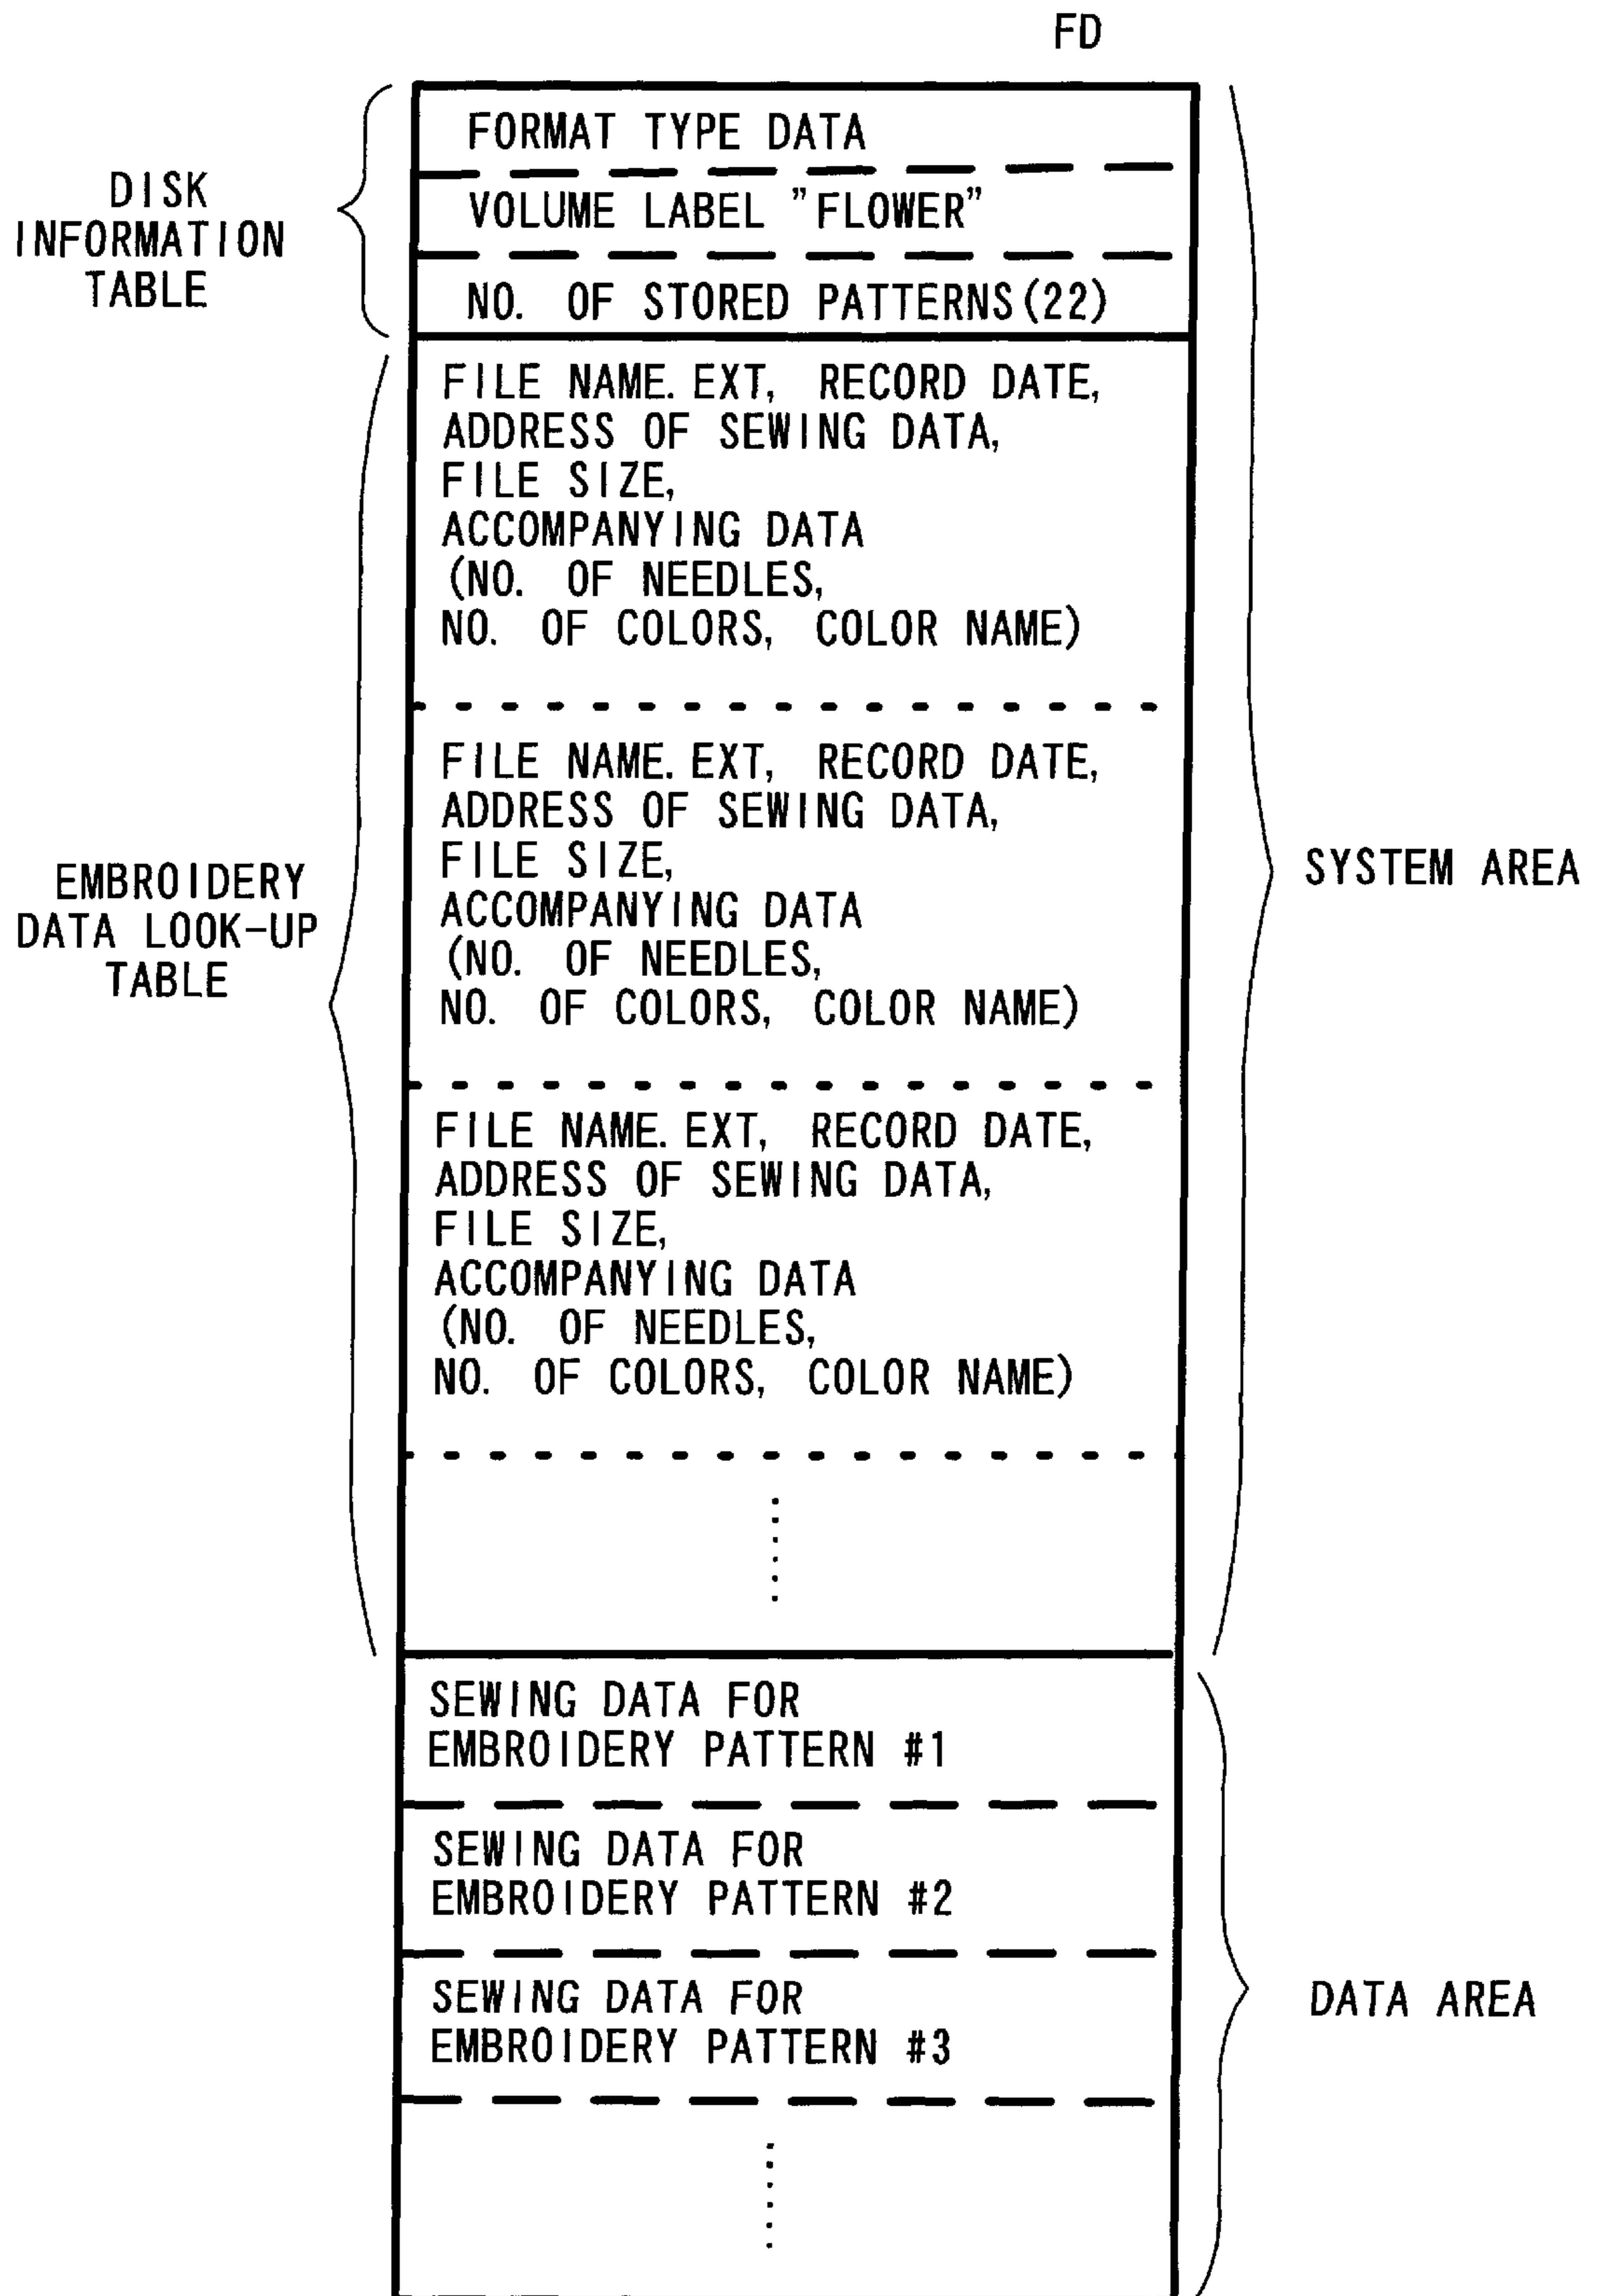 FD
DISK
INFORMATION
TABLE
FORMAT TYPE DATA
VOLUME LABEL "FLOWER"
NO. OF STORED PATTERNS(22)
EMBROIDERY
DATA LOOK-UP
TABLE
FILE NAME. EXT, RECORD DATE,
ADDRESS OF SEWING DATA,
FILE SIZE,
ACCOMPANYING DATA
(NO. OF NEEDLES,
NO. OF COLORS, COLOR NAME)
FILE NAME. EXT, RECORD DATE,
ADDRESS OF SEWING DATA,
FILE SIZE,
ACCOMPANYING DATA
(NO. OF NEEDLES,
NO. OF COLORS, COLOR NAME)
FILE NAME. EXT, RECORD DATE,
ADDRESS OF SEWING DATA,
FILE SIZE,
ACCOMPANYING DATA
(NO. OF NEEDLES,
NO. OF COLORS, COLOR NAME)
SYSTEM AREA
SEWING DATA FOR
EMBROIDERY PATTERN #1
SEWING DATA FOR
EMBROIDERY PATTERN #2
SEWING DATA FOR
EMBROIDERY PATTERN #3
DATA AREA